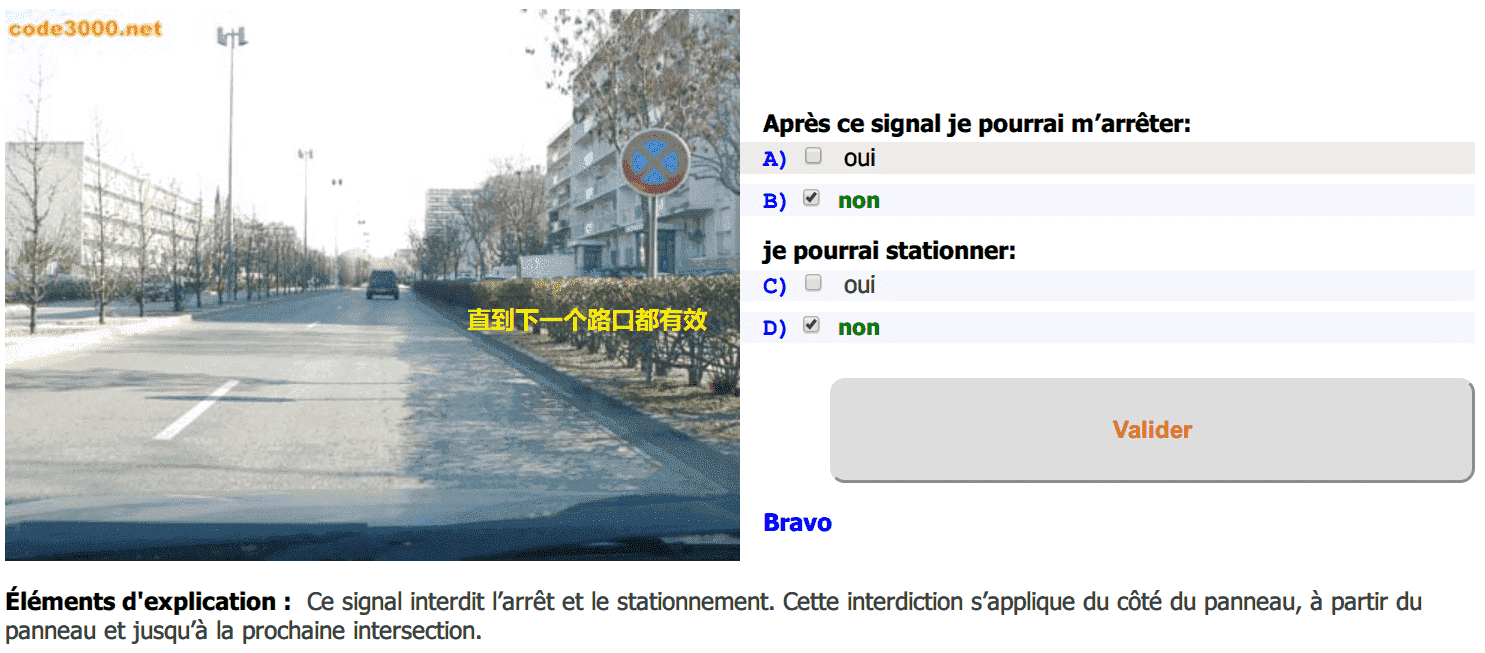 code3000.net
直到下一个路口都有效
Après ce signal je pourrai m’arrêter:
A) oui
B) non
je pourrai stationner:
C) oui
D) non
Valider
Bravo
Éléments d'explication : Ce signal interdit l’arrêt et le stationnement. Cette interdiction s’applique du côté du panneau, à partir du
panneau et jusqu’à la prochaine intersection.